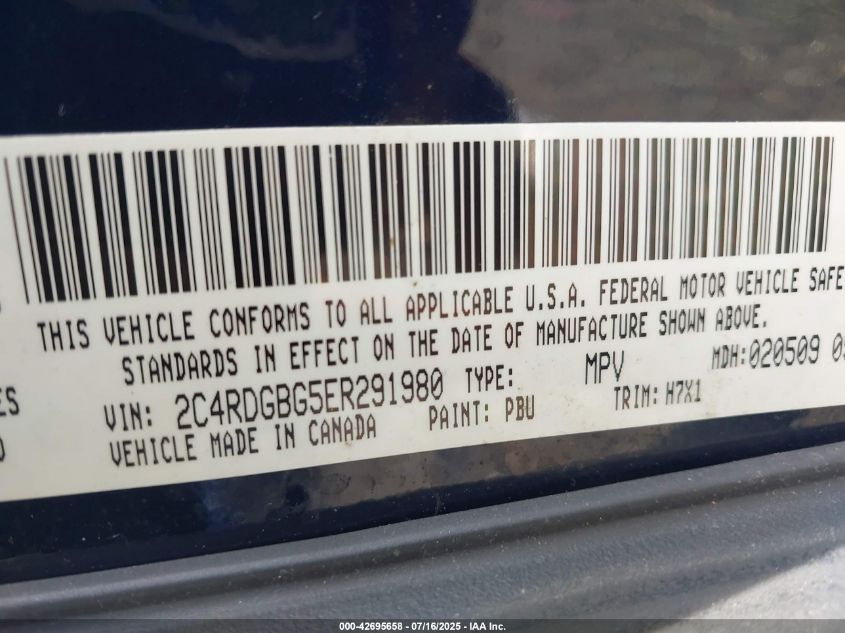 THIS VEHICLE CONFORMS TO ALL APPLICABLE U.S.A. FEDERAL MOTOR VEHICLE SAFE
STANDARDS IN EFFECT ON THE DATE OF MANUFACTURE SHOWN ABOVE.
ES VIN: 2C4RDGBG5ER291980 TYPE: MPV MDH:020509 09
VEHICLE MADE IN CANADA PAINT: PBU TRIM: H7X1
000-42695658 - 07/16/2025 - IAA Inc.